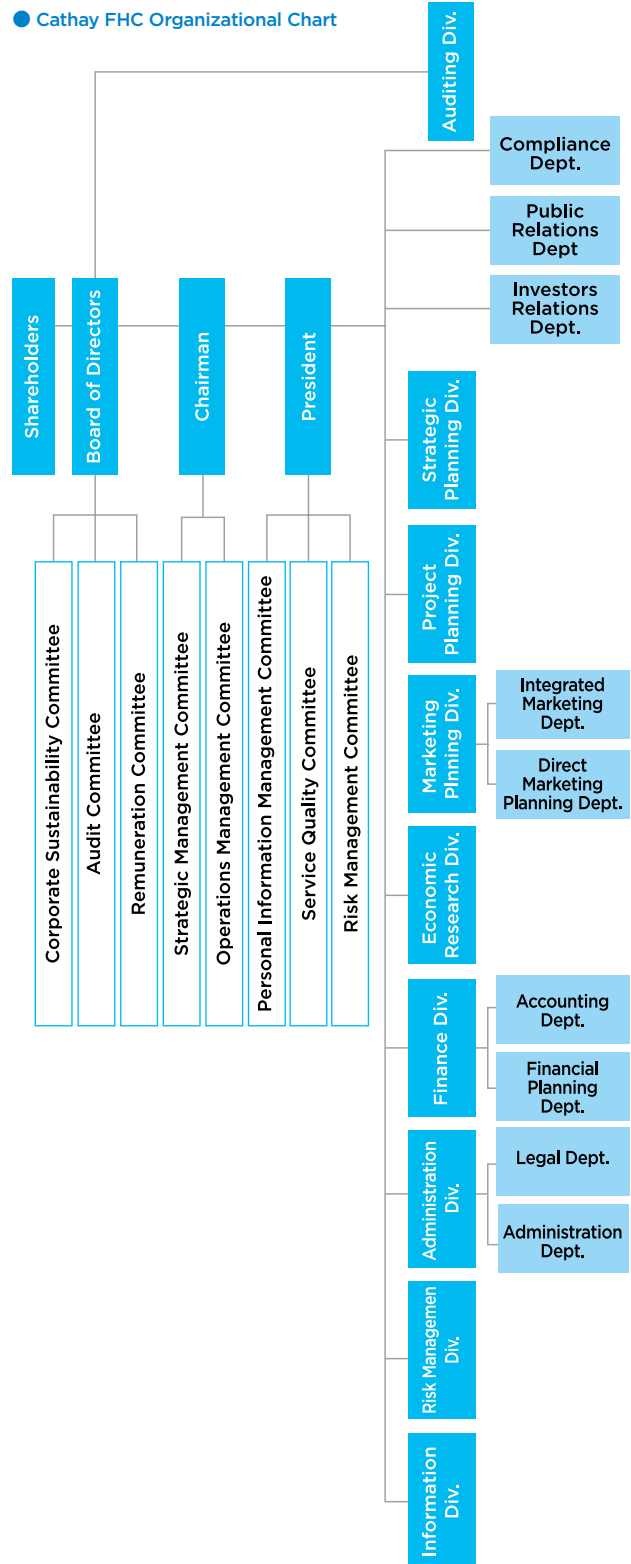 Cathay FHC Organizational Chart
Auditing Div.
Compliance
Dept.
Public
Relations
Dept
Investors
Relations
Dept.
Shareholders
Board of Directors
Chairman
President
Corporate Sustainability Committee
Audit Committee
Remuneration Committee
Strategic Management Committee
Operations Management Committee
Personal Information Management Committee
Service Quality Committee
Risk Management Committee
Strategic
Planning Div.
Project
Planning Div.
Marketing
Plnning Div.
Integrated
Marketing
Dept.
Direct
Marketing
Planning Dept.
Economic
Research Div.
Finance Div.
Accounting
Dept.
Financial
Planning
Dept.
Administration
Div.
Legal Dept.
Administration
Dept.
Risk Managemen
Div.
Information
Div.